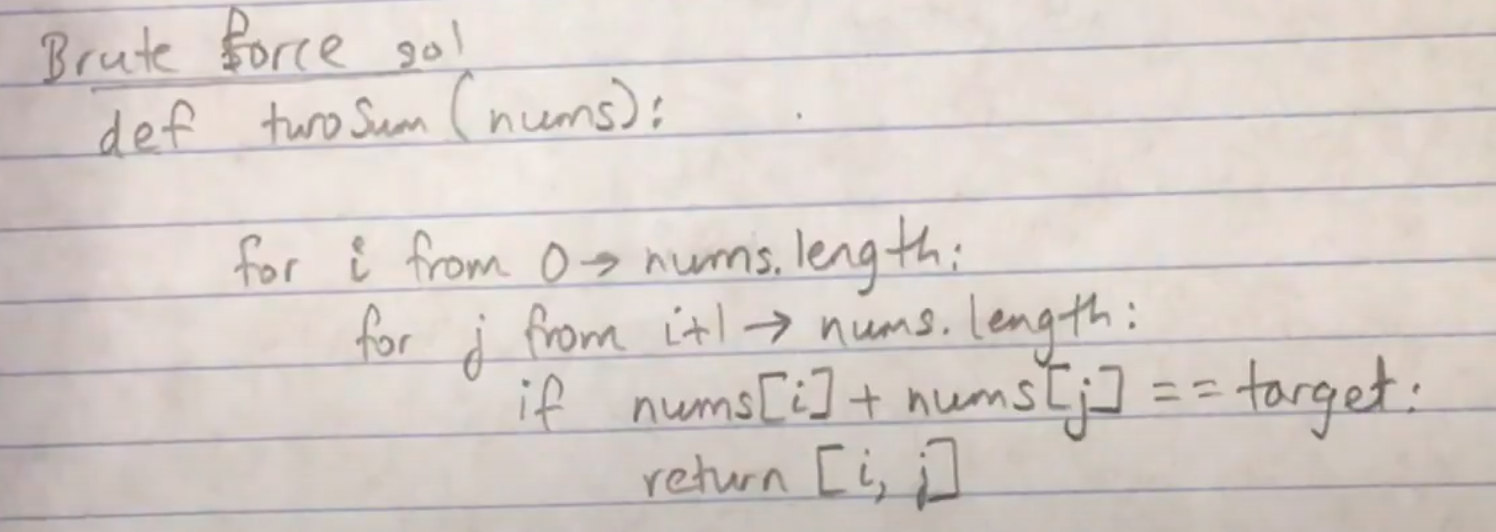 Brute force sol
def twoSum (nums):
for i from 0 → nums.length:
for j from i+1 → nums.length:
if nums[i] + nums[j] == target:
return [i, j]